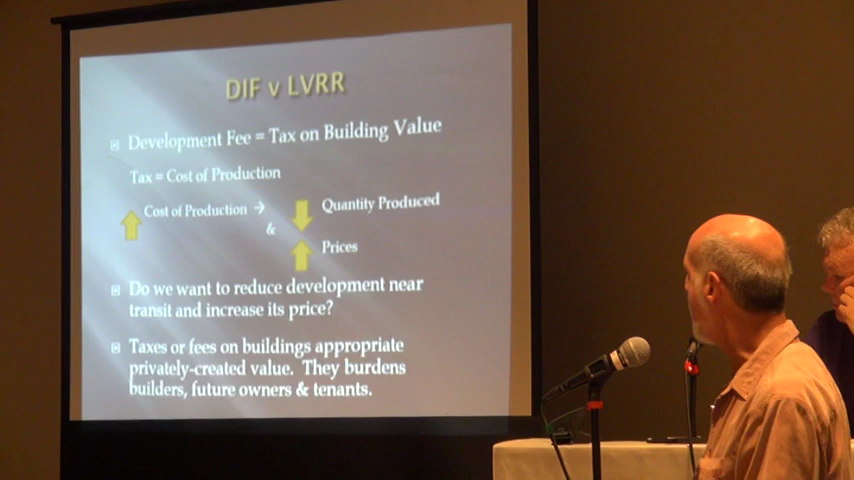 DIF v LVRR
Development Fee = Tax on Building Value
Tax = Cost of Production
Cost of Production → Quantity Produced
&
Prices
Do we want to reduce development near
transit and increase its price?
Taxes or fees on buildings appropriate
privately-created value. They burdens
builders, future owners & tenants.